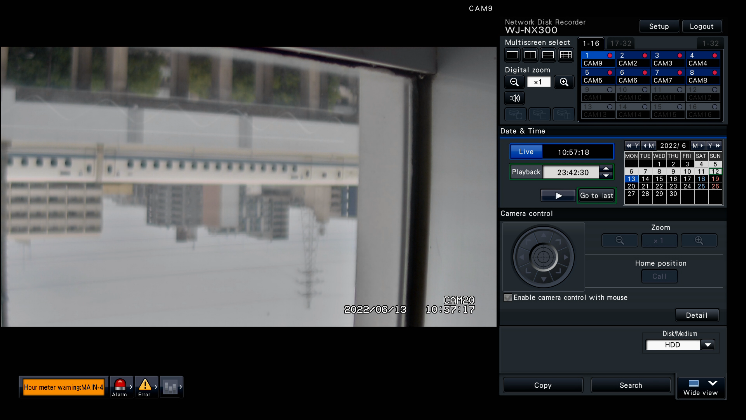 CAM9
Network Disk Recorder
WJ-NX300
Setup
Logout
Multiscreen select
1-16
17-32
1-32
1
2
3
4
CAM9
CAM2
CAM3
CAM4
5
6
7
8
CAM5
CAM6
CAM7
CAM8
Digital zoom
×1
Date & Time
Live
10:57:18
Playback
23:42:30
Go to last
Y M 2022/ 6 M Y
MON TUE WED THU FRI SAT SUN
1 2 3 4 5
6 7 8 9 10 11 12
13 14 15 16 17 18 19
20 21 22 23 24 25 26
27 28 29 30
Camera control
Zoom
×1
Home position
Call
Enable camera control with mouse
Detail
Disk/Medium
HDD
Copy
Search
Wide view
CAM29
2022/06/13 10:57:17
Hour meter warning:MAIN-4
Alarm
Error